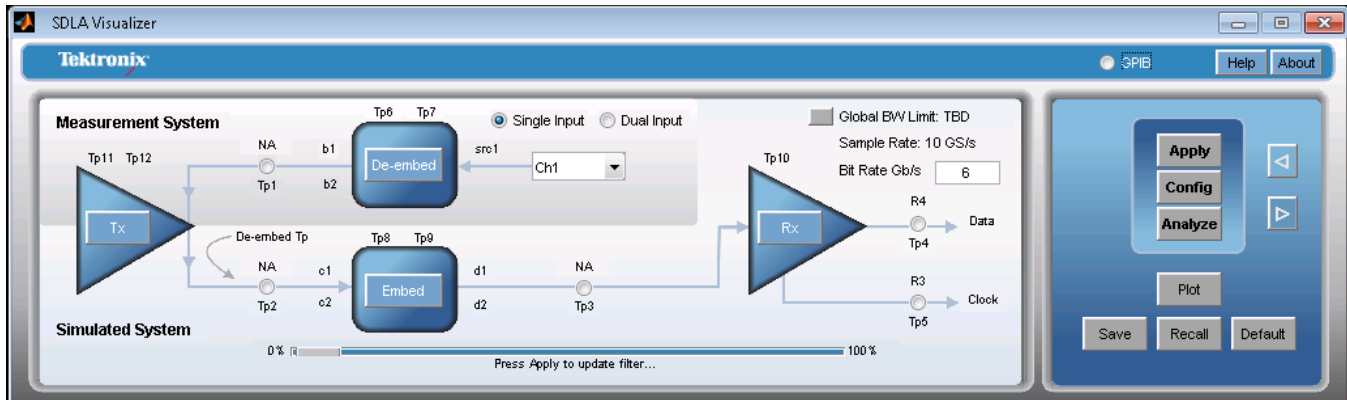 SDLA Visualizer
Tektronix
GPIB
Help
About
Measurement System
Tp6 Tp7
Single Input
Dual Input
Global BW Limit: TBD
Sample Rate: 10 GS/s
Bit Rate Gb/s 6
Tp11 Tp12
NA
b1
De-embed
src1
Ch1
Tp10
Tp1
b2
R4
Tx
Rx
Data
Tp4
De-embed Tp
Tp8 Tp9
NA
c1
Embed
d1
NA
R3
Clock
Tp2
c2
d2
Tp3
Tp5
Simulated System
0 %
100 %
Press Apply to update filter...
Apply
Config
Analyze
Plot
Save
Recall
Default